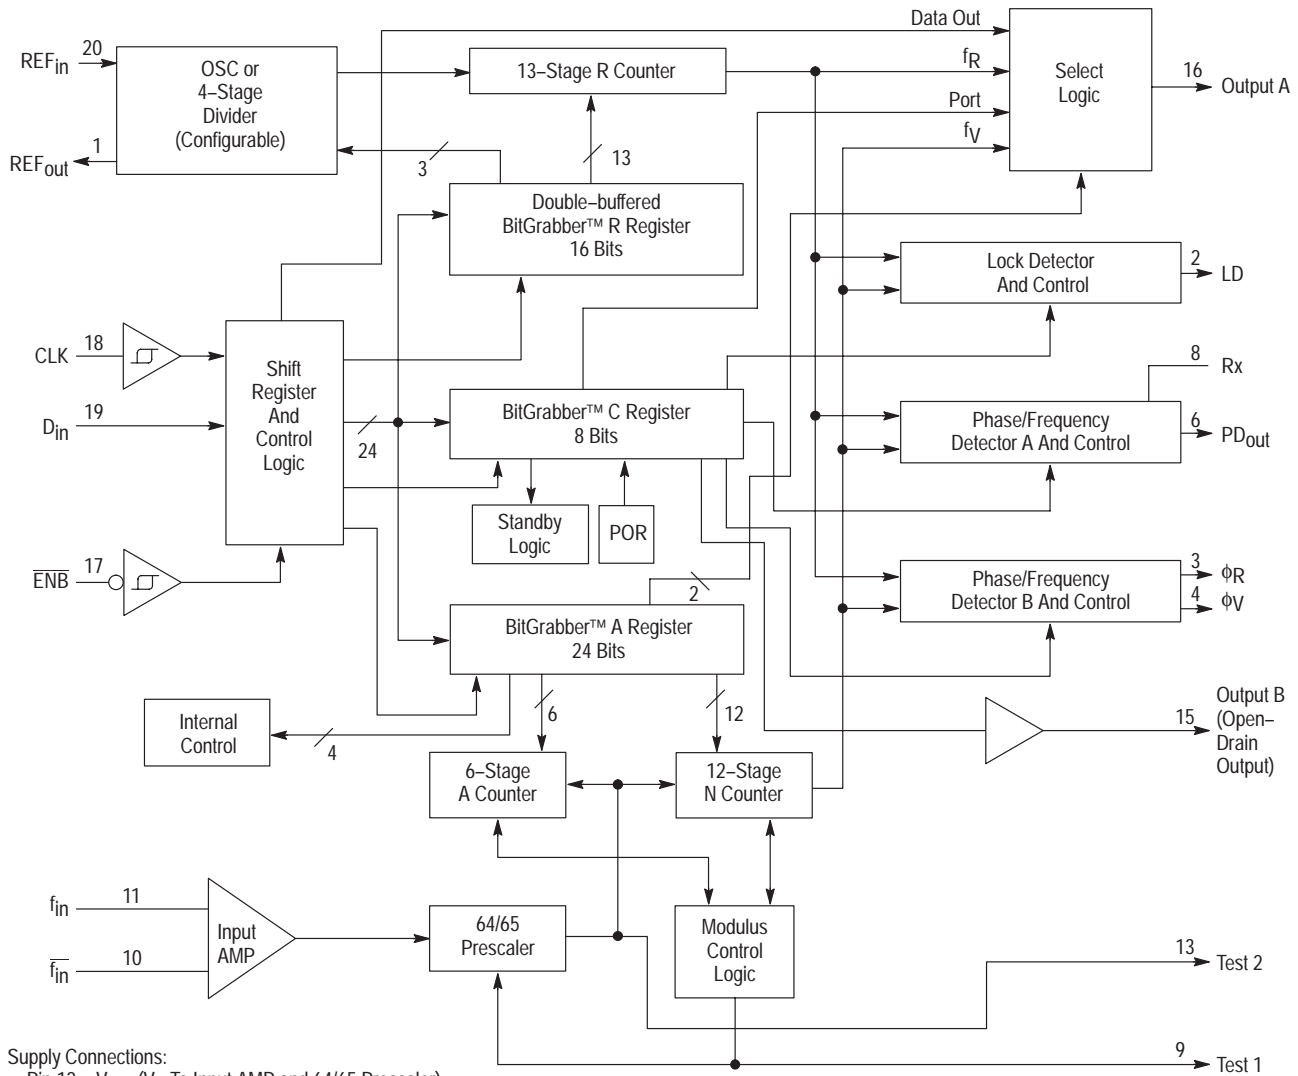 Data Out
20
REFin
OSC or
4–Stage
Divider
(Configurable)
13–Stage R Counter
fR
Select
Logic
16
Output A
Port
fV
1
REFout
3
13
Double–buffered
BitGrabber™ R Register
16 Bits
Lock Detector
And Control
2
LD
CLK
18
Shift
Register
And
Control
Logic
8
Rx
Din
19
24
BitGrabber™ C Register
8 Bits
Phase/Frequency
Detector A And Control
6
PDout
Standby
Logic
POR
ENB
17
2
Phase/Frequency
Detector B And Control
3
ϕR
4
ϕV
BitGrabber™ A Register
24 Bits
Internal
Control
4
6
12
15
Output B
(Open–
Drain
Output)
6–Stage
A Counter
12–Stage
N Counter
fin
11
Input
AMP
64/65
Prescaler
Modulus
Control
Logic
fin
10
13
Test 2
9
Test 1
Supply Connections: